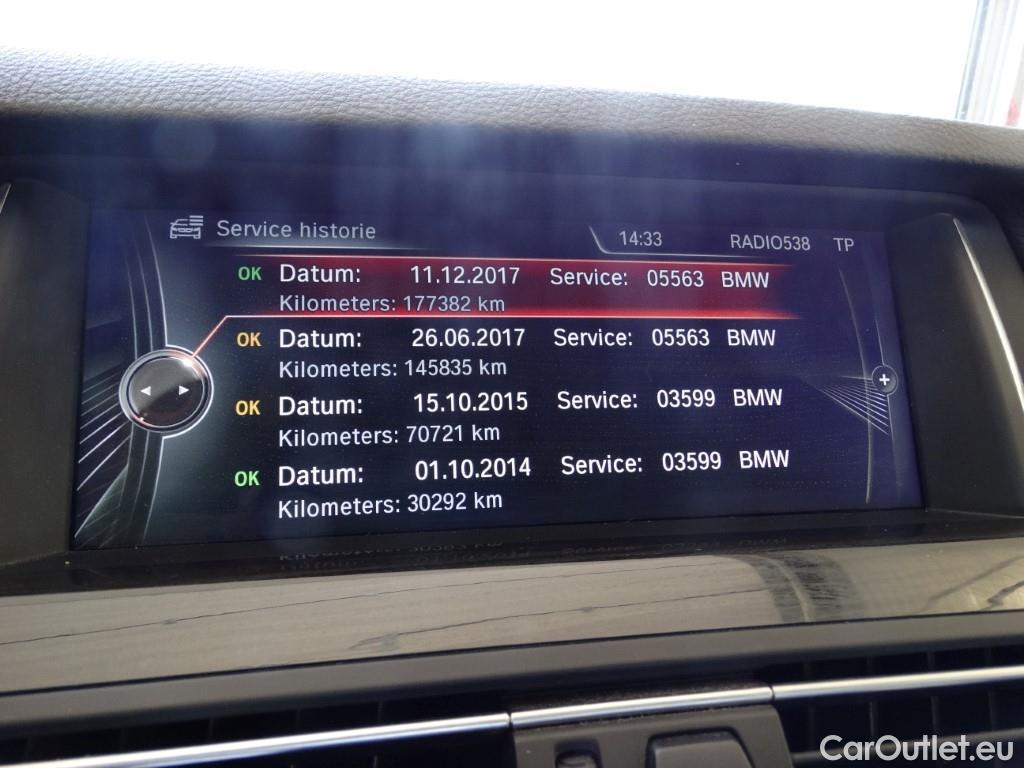 Service historie 14:33 RADIO538 TP
OK Datum: 11.12.2017 Service: 05563 BMW
Kilometers: 177382 km
OK Datum: 26.06.2017 Service: 05563 BMW
Kilometers: 145835 km
OK Datum: 15.10.2015 Service: 03599 BMW
Kilometers: 70721 km
OK Datum: 01.10.2014 Service: 03599 BMW
Kilometers: 30292 km
CarOutlet.eu